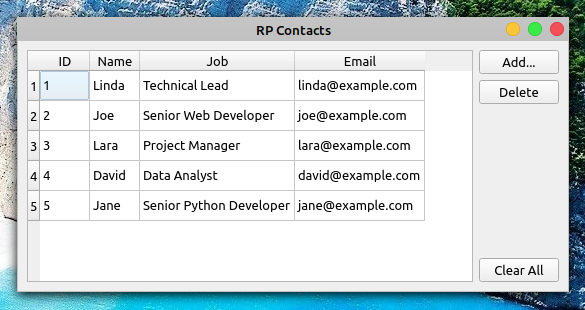 RP Contacts
ID Name Job Email
1 1 Linda Technical Lead linda@example.com
2 2 Joe Senior Web Developer joe@example.com
3 3 Lara Project Manager lara@example.com
4 4 David Data Analyst david@example.com
5 5 Jane Senior Python Developer jane@example.com
Add...
Delete
Clear All